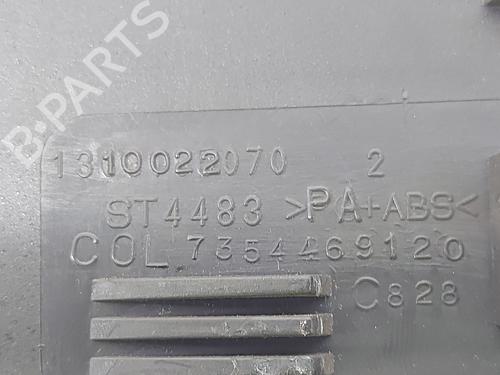 B-PARTS
1310022070 2
ST4483 >PA+ABS<
COL 7354469120
C828